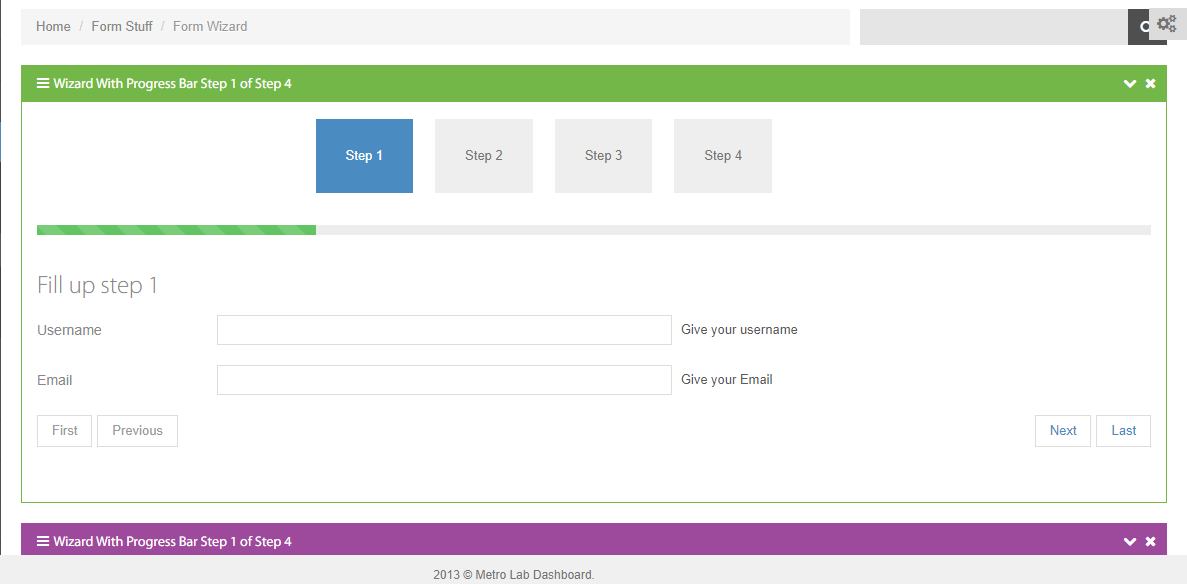 Home / Form Stuff / Form Wizard
Wizard With Progress Bar Step 1 of Step 4
Step 1 Step 2 Step 3 Step 4
Fill up step 1
Username Give your username
Email Give your Email
First Previous Next Last
Wizard With Progress Bar Step 1 of Step 4
2013 © Metro Lab Dashboard.